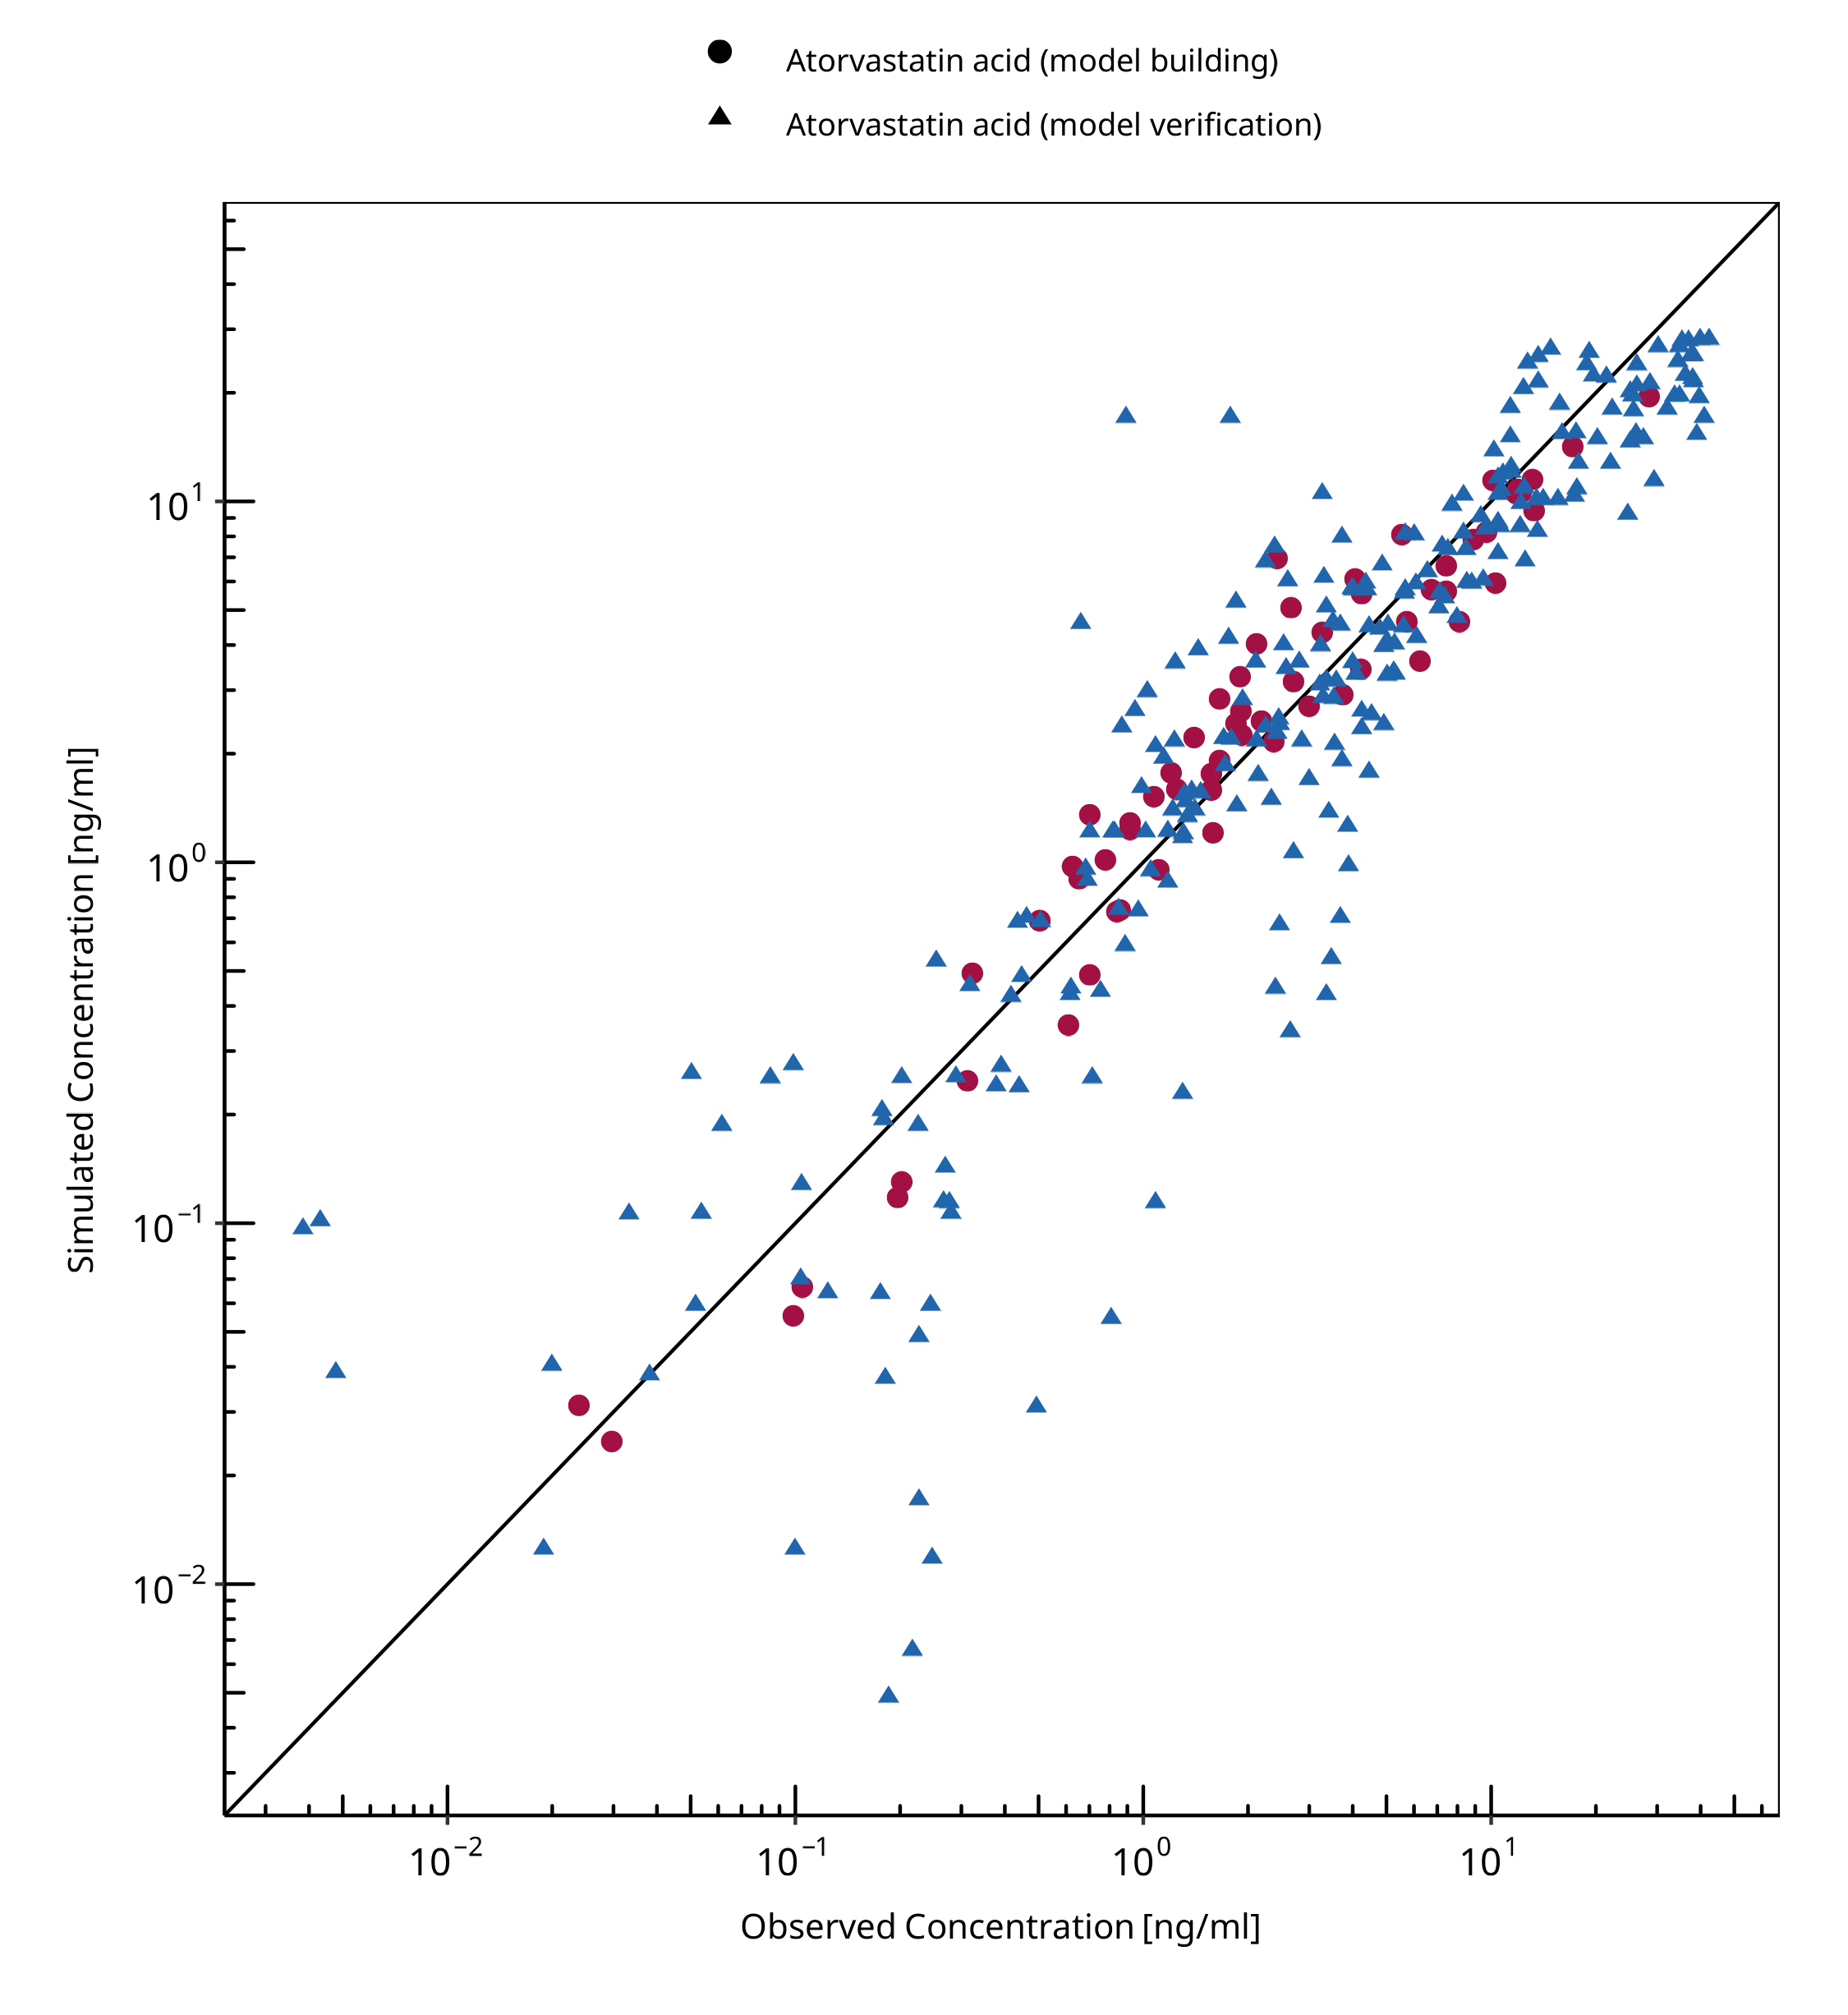 Atorvastatin acid (model building)
Atorvastatin acid (model verification)
Simulated Concentration [ng/ml]
10¹
10⁰
10⁻¹
10⁻²
10⁻²
10⁻¹
10⁰
10¹
Observed Concentration [ng/ml]